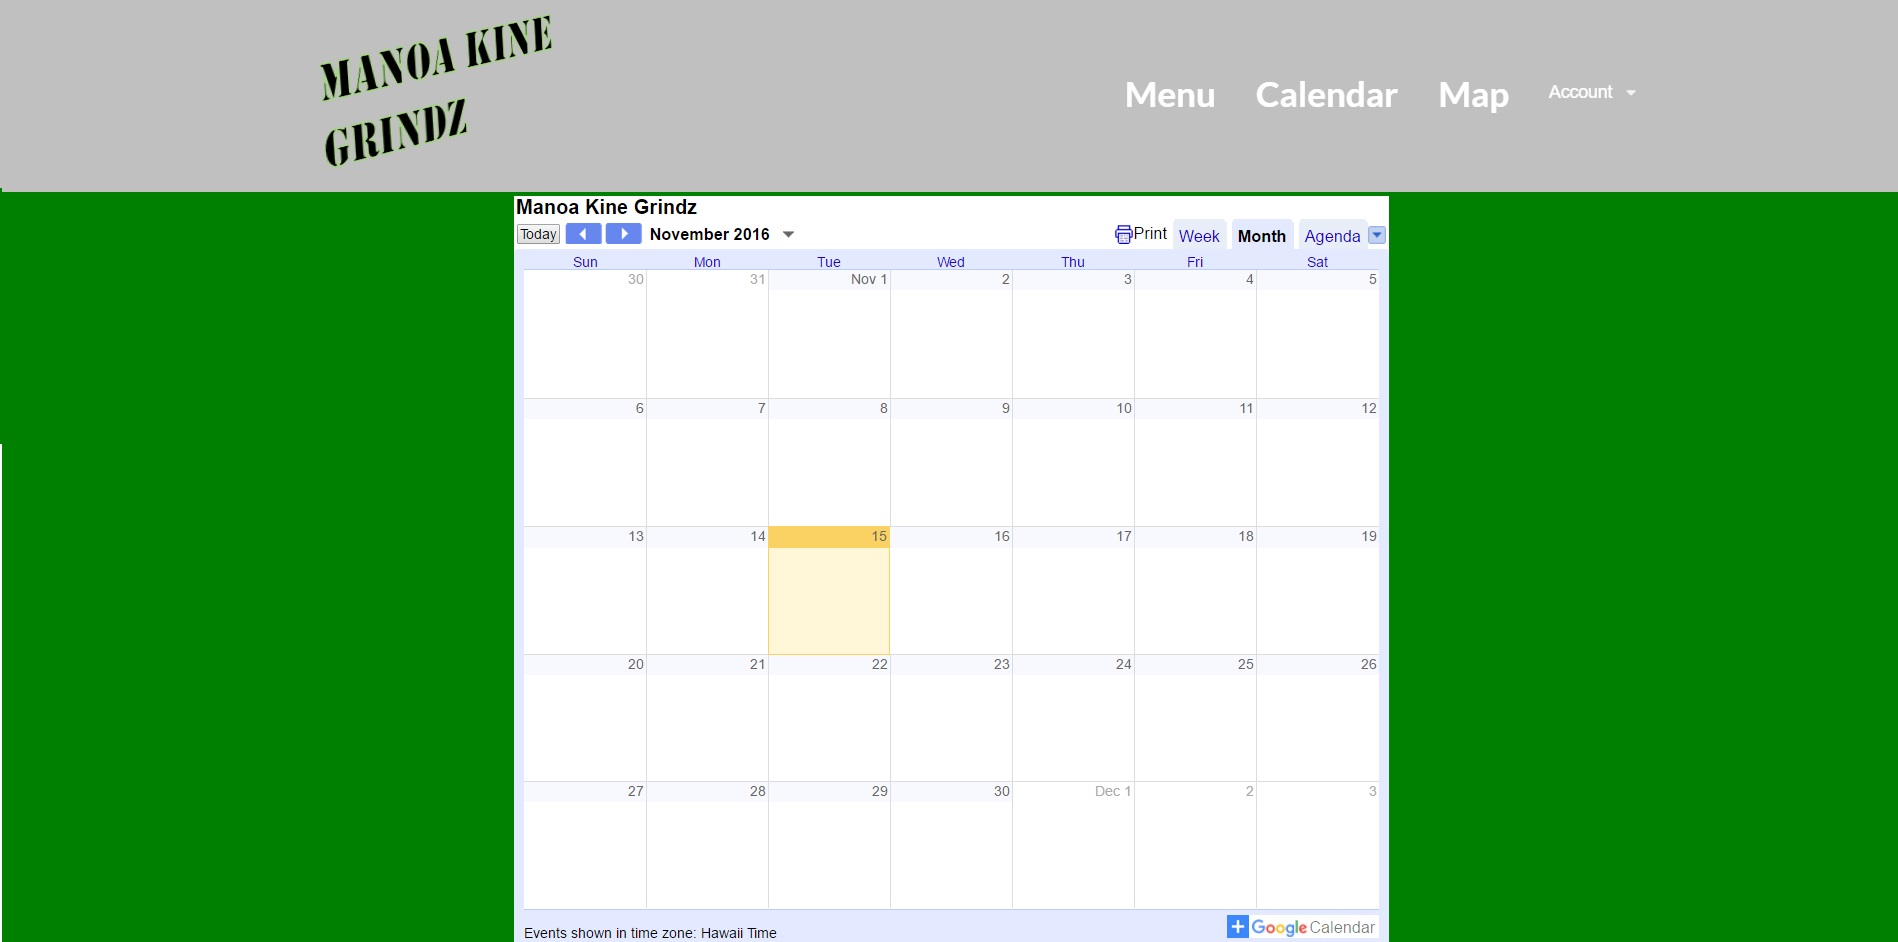 MANOA KINE
GRINDZ
Menu Calendar Map Account
Manoa Kine Grindz
Today November 2016 Print Week Month Agenda
Sun Mon Tue Wed Thu Fri Sat
30 31 Nov 1 2 3 4 5
6 7 8 9 10 11 12
13 14 15 16 17 18 19
20 21 22 23 24 25 26
27 28 29 30 Dec 1 2 3
Events shown in time zone: Hawaii Time
Google Calendar